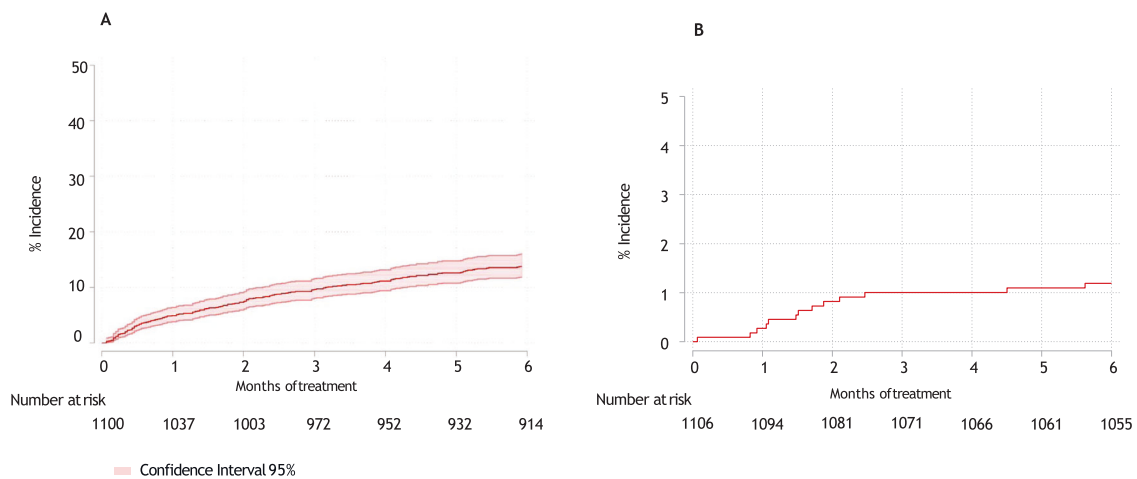 A
50
40
30
20
10
0
% Incidence
0 1 2 3 4 5 6
Months of treatment
Number at risk
1100 1037 1003 972 952 932 914
Confidence Interval 95%
B
5
4
3
2
1
0
% Incidence
0 1 2 3 4 5 6
Months of treatment
Number at risk
1106 1094 1081 1071 1066 1061 1055